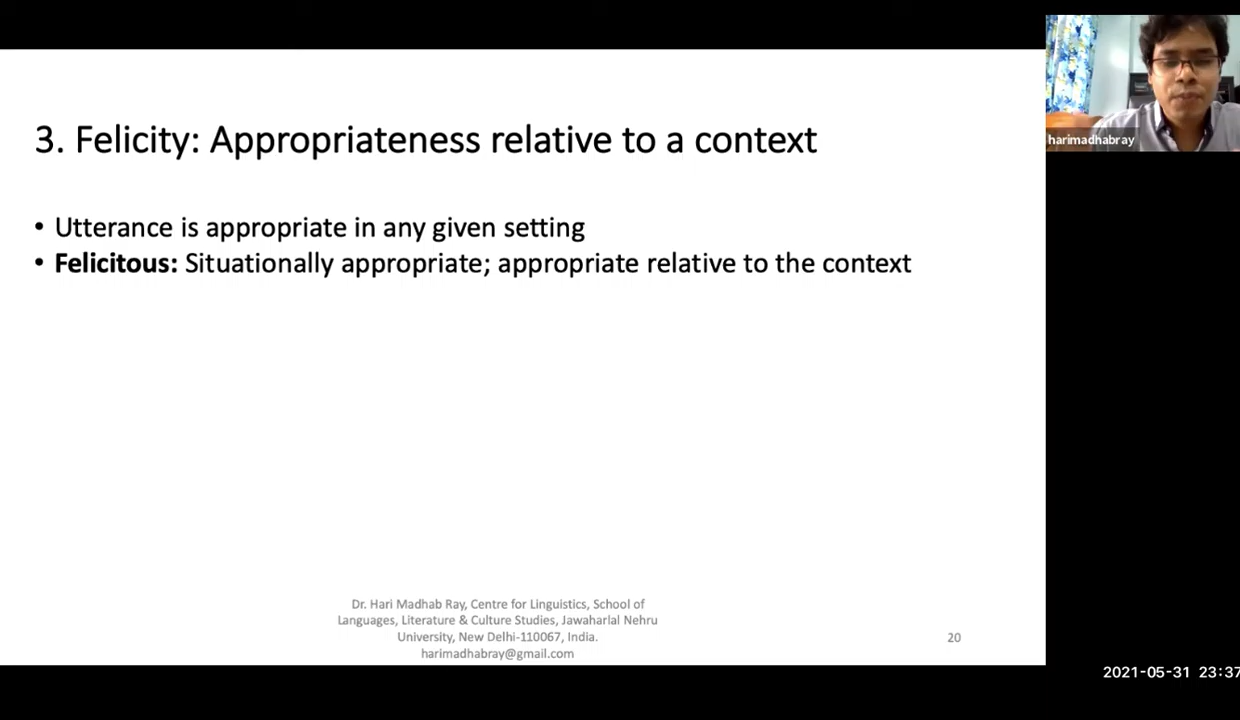 3. Felicity: Appropriateness relative to a context
• Utterance is appropriate in any given setting
• Felicitous: Situationally appropriate; appropriate relative to the context
Dr. Hari Madhab Ray, Centre for Linguistics, School of
Languages, Literature & Culture Studies, Jawaharlal Nehru
University, New Delhi-110067, India.
harimadhabray@gmail.com
20
harimadhabray
2021-05-31 23:37